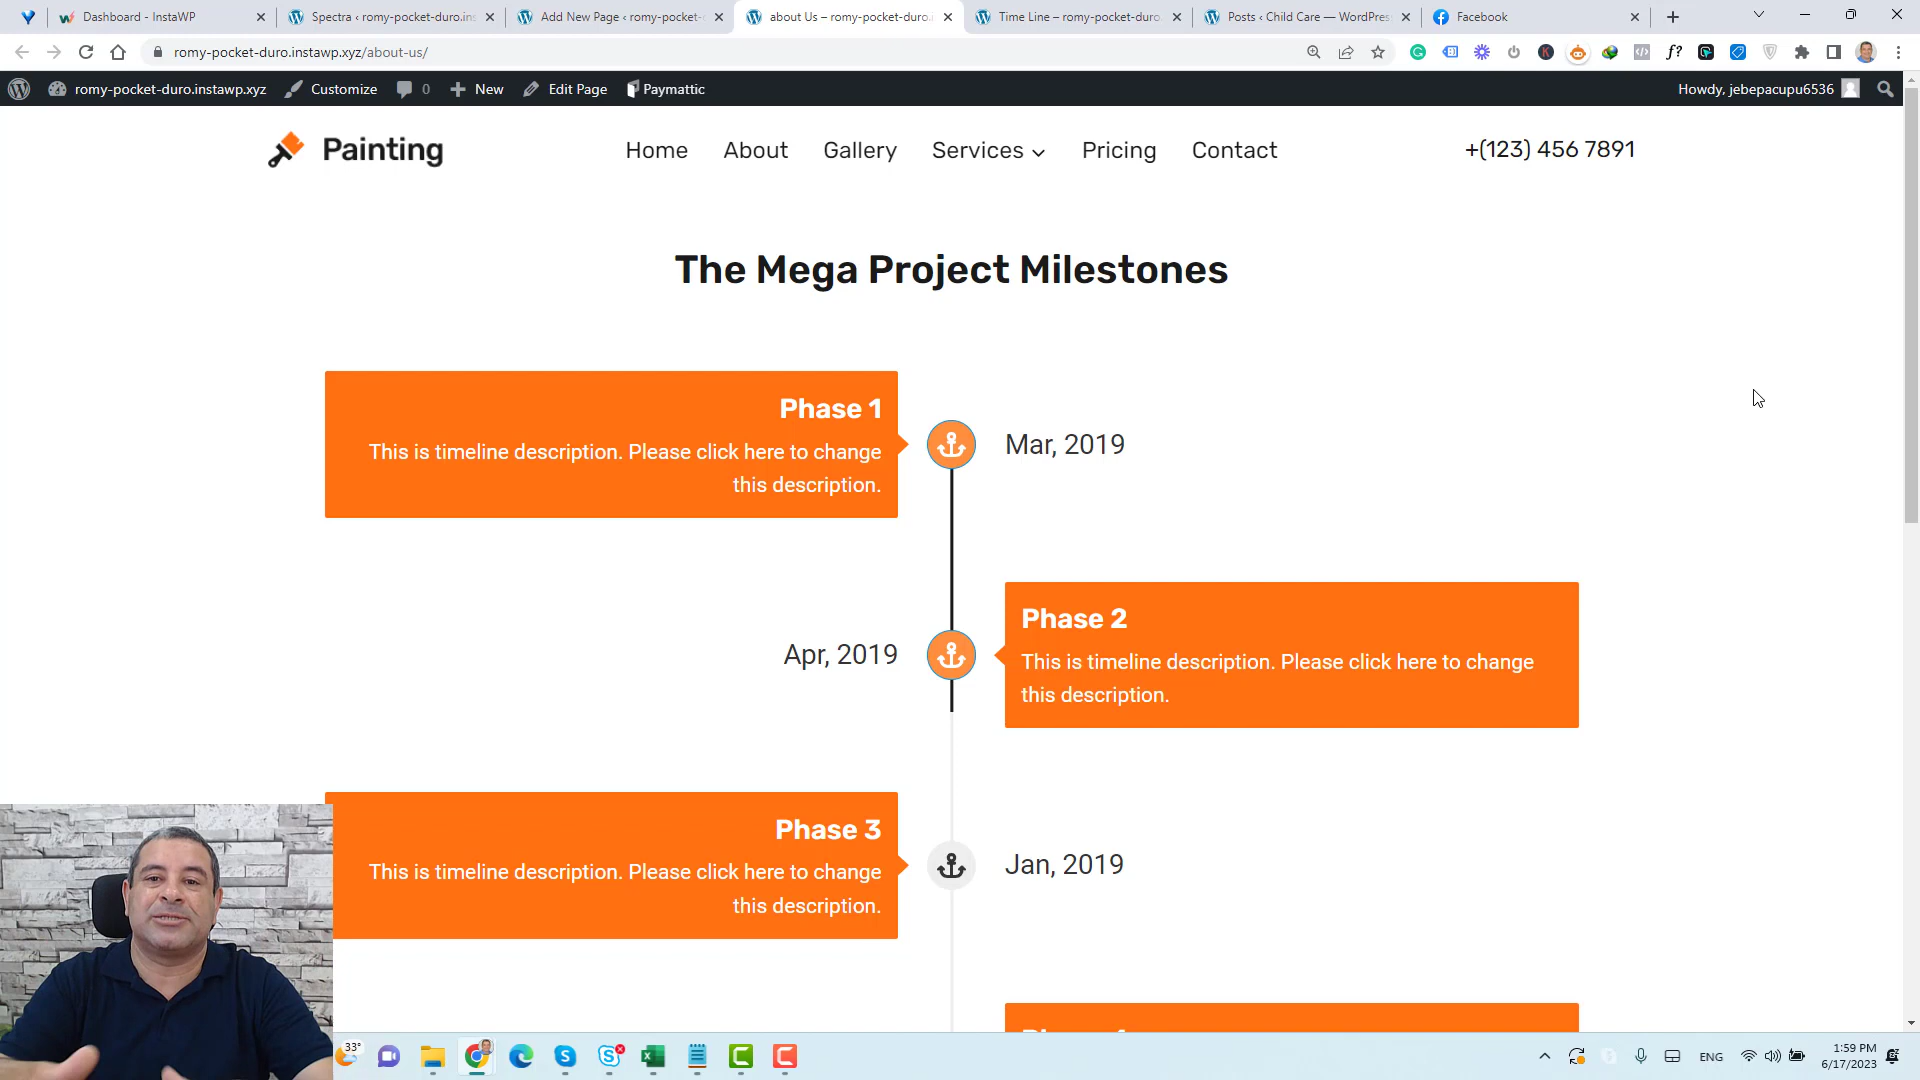 Dashboard - InstaWP
Spectra ‹ romy-pocket-duro.ins
Add New Page ‹ romy-pocket-
about Us – romy-pocket-duro.
Time Line – romy-pocket-duro
Posts ‹ Child Care — WordPres
Facebook
romy-pocket-duro.instawp.xyz/about-us/
romy-pocket-duro.instawp.xyz
Customize
0
New
Edit Page
Paymattic
Howdy, jebepacupu6536
Painting
Home
About
Gallery
Services
Pricing
Contact
+(123) 456 7891
The Mega Project Milestones
Phase 1
This is timeline description. Please click here to change
this description.
Mar, 2019
Apr, 2019
Phase 2
This is timeline description. Please click here to change
this description.
Phase 3
This is timeline description. Please click here to change
this description.
Jan, 2019
33°
ENG
1:59 PM
6/17/2023